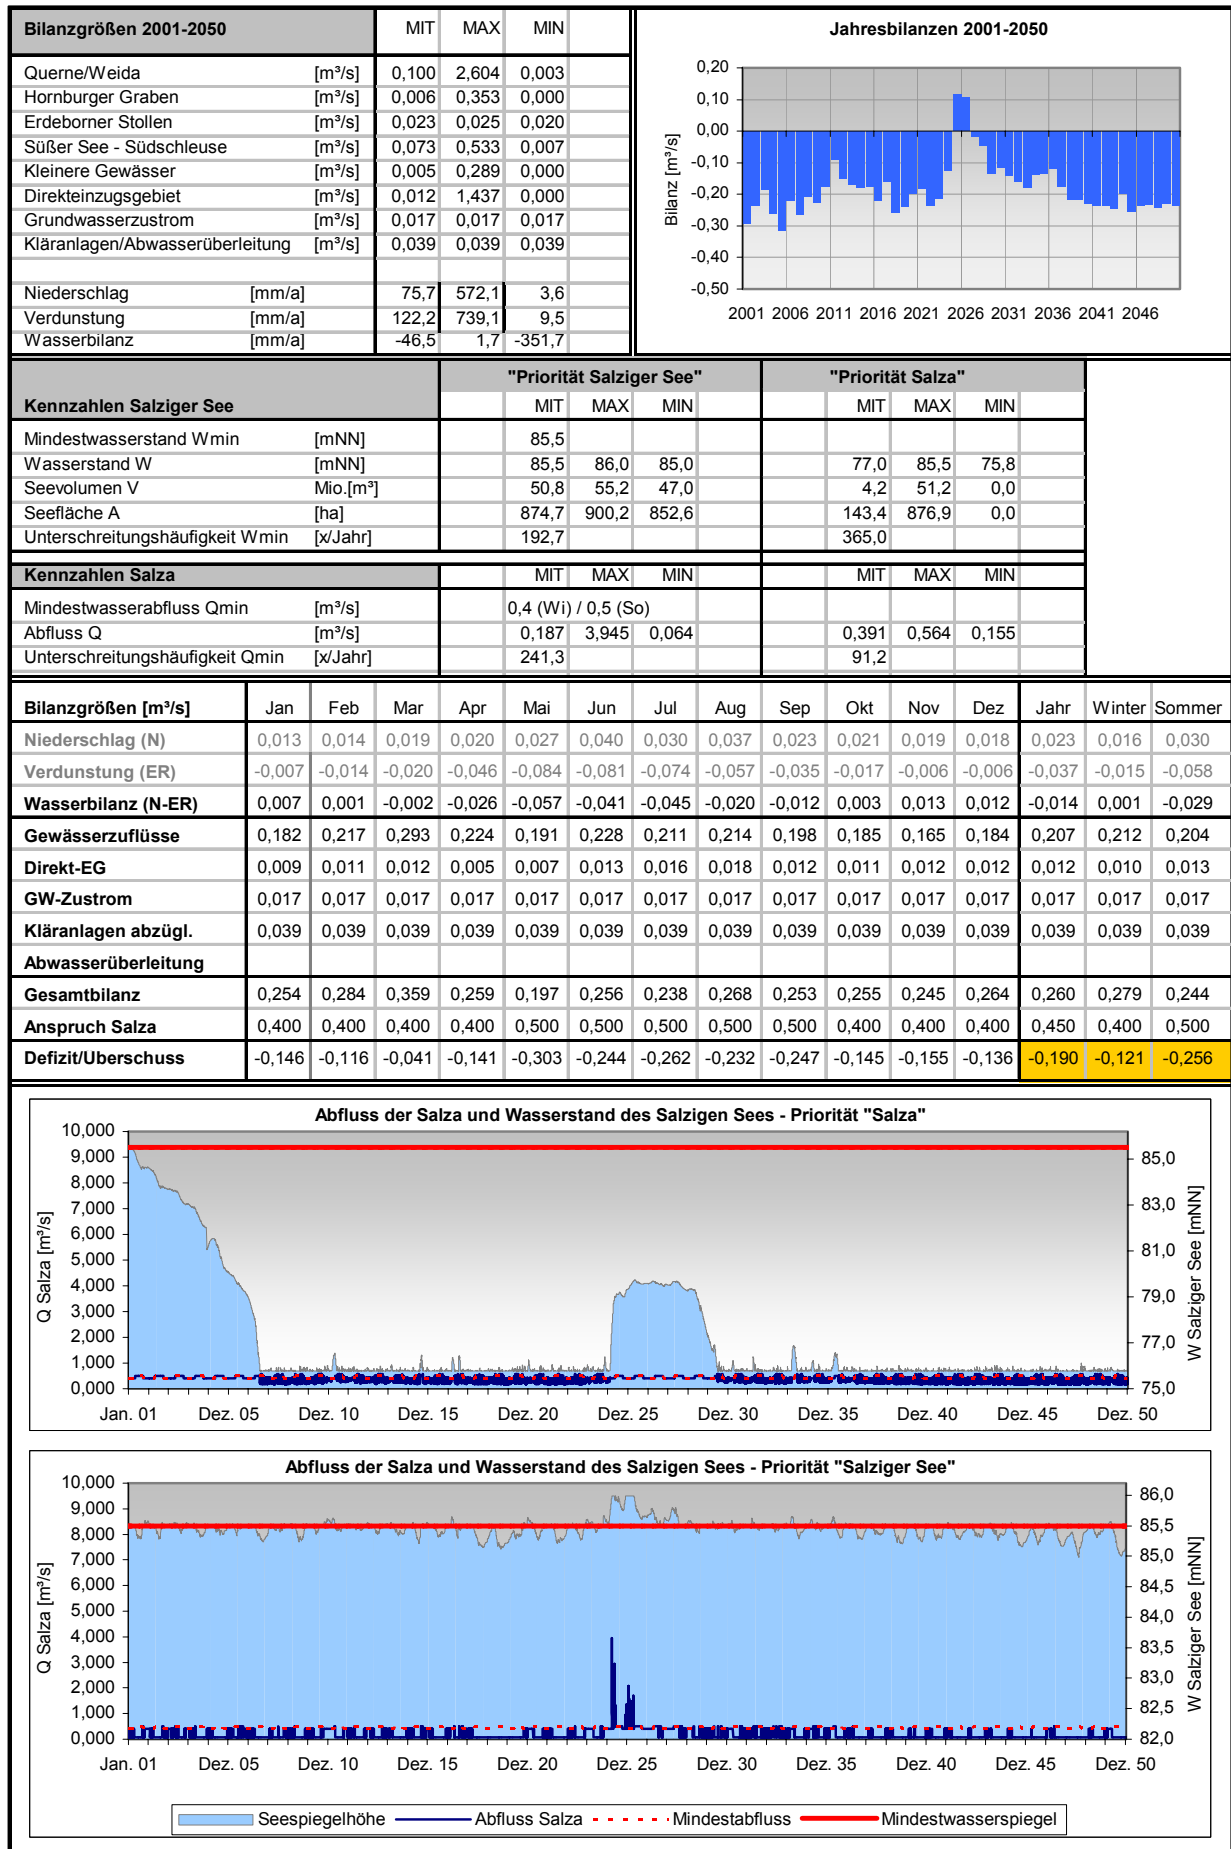 Bilanzgrößen 2001-2050 MIT MAX MIN
Querne/Weida [m³/s] 0,100 2,604 0,003
Hornburger Graben [m³/s] 0,006 0,353 0,000
Erdeborner Stollen [m³/s] 0,023 0,025 0,020
Süßer See - Südschleuse [m³/s] 0,073 0,533 0,007
Kleinere Gewässer [m³/s] 0,005 0,289 0,000
Direkteinzugsgebiet [m³/s] 0,012 1,437 0,000
Grundwasserzustrom [m³/s] 0,017 0,017 0,017
Kläranlagen/Abwasserüberleitung [m³/s] 0,039 0,039 0,039
Niederschlag [mm/a] 75,7 572,1 3,6
Verdunstung [mm/a] 122,2 739,1 9,5
Wasserbilanz [mm/a] -46,5 1,7 -351,7
Jahresbilanzen 2001-2050
Bilanz [m³/s]
0,20
0,10
0,00
-0,10
-0,20
-0,30
-0,40
-0,50
2001 2006 2011 2016 2021 2026 2031 2036 2041 2046
"Priorität Salziger See" "Priorität Salza"
Kennzahlen Salziger See MIT MAX MIN MIT MAX MIN
Mindestwasserstand Wmin [mNN] 85,5
Wasserstand W [mNN] 85,5 86,0 85,0 77,0 85,5 75,8
Seevolumen V Mio.[m³] 50,8 55,2 47,0 4,2 51,2 0,0
Seefläche A [ha] 874,7 900,2 852,6 143,4 876,9 0,0
Unterschreitungshäufigkeit Wmin [x/Jahr] 192,7 365,0
Kennzahlen Salza MIT MAX MIN MIT MAX MIN
Mindestwasserabfluss Qmin [m³/s] 0,4 (Wi) / 0,5 (So)
Abfluss Q [m³/s] 0,187 3,945 0,064 0,391 0,564 0,155
Unterschreitungshäufigkeit Qmin [x/Jahr] 241,3 91,2
Bilanzgrößen [m³/s] Jan Feb Mar Apr Mai Jun Jul Aug Sep Okt Nov Dez Jahr Winter Sommer
Niederschlag (N) 0,013 0,014 0,019 0,020 0,027 0,040 0,030 0,037 0,023 0,021 0,019 0,018 0,023 0,016 0,030
Verdunstung (ER) -0,007 -0,014 -0,020 -0,046 -0,084 -0,081 -0,074 -0,057 -0,035 -0,017 -0,006 -0,006 -0,037 -0,015 -0,058
Wasserbilanz (N-ER) 0,007 0,001 -0,002 -0,026 -0,057 -0,041 -0,045 -0,020 -0,012 0,003 0,013 0,012 -0,014 0,001 -0,029
Gewässerzuflüsse 0,182 0,217 0,293 0,224 0,191 0,228 0,211 0,214 0,198 0,185 0,165 0,184 0,207 0,212 0,204
Direkt-EG 0,009 0,011 0,012 0,005 0,007 0,013 0,016 0,018 0,012 0,011 0,012 0,012 0,012 0,010 0,013
GW-Zustrom 0,017 0,017 0,017 0,017 0,017 0,017 0,017 0,017 0,017 0,017 0,017 0,017 0,017 0,017 0,017
Kläranlagen abzügl. 0,039 0,039 0,039 0,039 0,039 0,039 0,039 0,039 0,039 0,039 0,039 0,039 0,039 0,039 0,039
Abwasserüberleitung
Gesamtbilanz 0,254 0,284 0,359 0,259 0,197 0,256 0,238 0,268 0,253 0,255 0,245 0,264 0,260 0,279 0,244
Anspruch Salza 0,400 0,400 0,400 0,400 0,500 0,500 0,500 0,500 0,500 0,400 0,400 0,400 0,450 0,400 0,500
Defizit/Überschuss -0,146 -0,116 -0,041 -0,141 -0,303 -0,244 -0,262 -0,232 -0,247 -0,145 -0,155 -0,136 -0,190 -0,121 -0,256
Abfluss der Salza und Wasserstand des Salzigen Sees - Priorität "Salza"
Q Salza [m³/s]
10,000
9,000
8,000
7,000
6,000
5,000
4,000
3,000
2,000
1,000
0,000
85,0
83,0
81,0
79,0
77,0
75,0
W Salziger See [mNN]
Jan. 01 Dez. 05 Dez. 10 Dez. 15 Dez. 20 Dez. 25 Dez. 30 Dez. 35 Dez. 40 Dez. 45 Dez. 50
Abfluss der Salza und Wasserstand des Salzigen Sees - Priorität "Salziger See"
Q Salza [m³/s]
10,000
9,000
8,000
7,000
6,000
5,000
4,000
3,000
2,000
1,000
0,000
86,0
85,5
85,0
84,5
84,0
83,5
83,0
82,5
82,0
W Salziger See [mNN]
Jan. 01 Dez. 05 Dez. 10 Dez. 15 Dez. 20 Dez. 25 Dez. 30 Dez. 35 Dez. 40 Dez. 45 Dez. 50
Seespiegelhöhe Abfluss Salza Mindestabfluss Mindestwasserspiegel